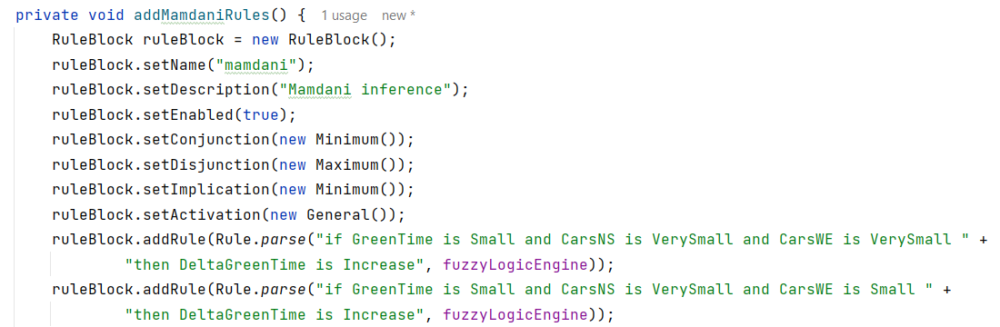 private void addMamdaniRules() { 1 usage new *
RuleBlock ruleBlock = new RuleBlock();
ruleBlock.setName("mamdani");
ruleBlock.setDescription("Mamdani inference");
ruleBlock.setEnabled(true);
ruleBlock.setConjunction(new Minimum());
ruleBlock.setDisjunction(new Maximum());
ruleBlock.setImplication(new Minimum());
ruleBlock.setActivation(new General());
ruleBlock.addRule(Rule.parse("if GreenTime is Small and CarsNS is VerySmall and CarsWE is VerySmall " +
"then DeltaGreenTime is Increase", fuzzyLogicEngine));
ruleBlock.addRule(Rule.parse("if GreenTime is Small and CarsNS is VerySmall and CarsWE is Small " +
"then DeltaGreenTime is Increase", fuzzyLogicEngine));